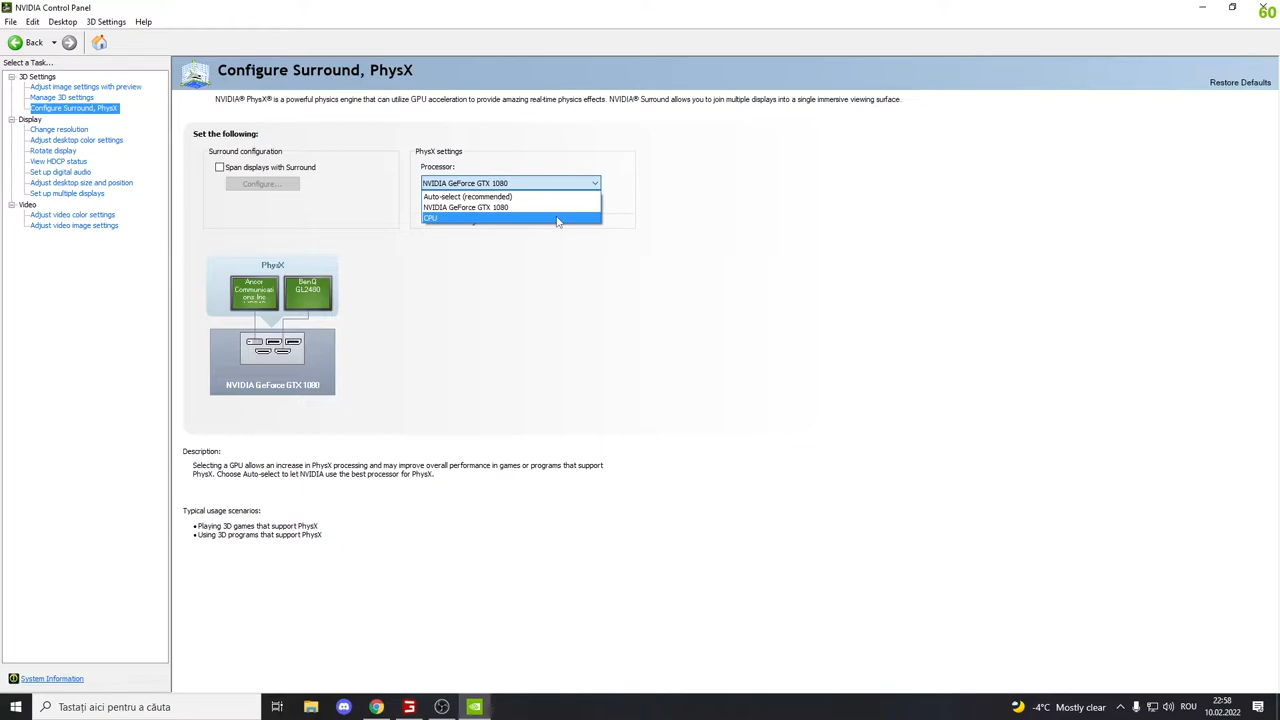 NVIDIA Control Panel
60
File Edit Desktop 3D Settings Help
Back
Select a Task...
3D Settings
Adjust image settings with preview
Manage 3D settings
Configure Surround, PhysX
Display
Change resolution
Adjust desktop color settings
Rotate display
View HDCP status
Set up digital audio
Adjust desktop size and position
Set up multiple displays
Video
Adjust video color settings
Adjust video image settings
System Information
Configure Surround, PhysX
Restore Defaults
NVIDIA® PhysX® is a powerful physics engine that can utilize GPU acceleration to provide amazing real-time physics effects. NVIDIA® Surround allows you to join multiple displays into a single immersive viewing surface.
Set the following:
Surround configuration
Span displays with Surround
Configure...
PhysX settings
Processor:
NVIDIA GeForce GTX 1080
Auto-select (recommended)
NVIDIA GeForce GTX 1080
CPU
PhysX
Ancor
Communicati
ons Inc
BenQ
GL2480
NVIDIA GeForce GTX 1080
Description:
Selecting a GPU allows an increase in PhysX processing and may improve overall performance in games or programs that support
PhysX. Choose Auto-select to let NVIDIA use the best processor for PhysX.
Typical usage scenarios:
• Playing 3D games that support PhysX
• Using 3D programs that support PhysX
Tastați aici pentru a căuta
-4°C Mostly clear
ROU
22:58
10.02.2022